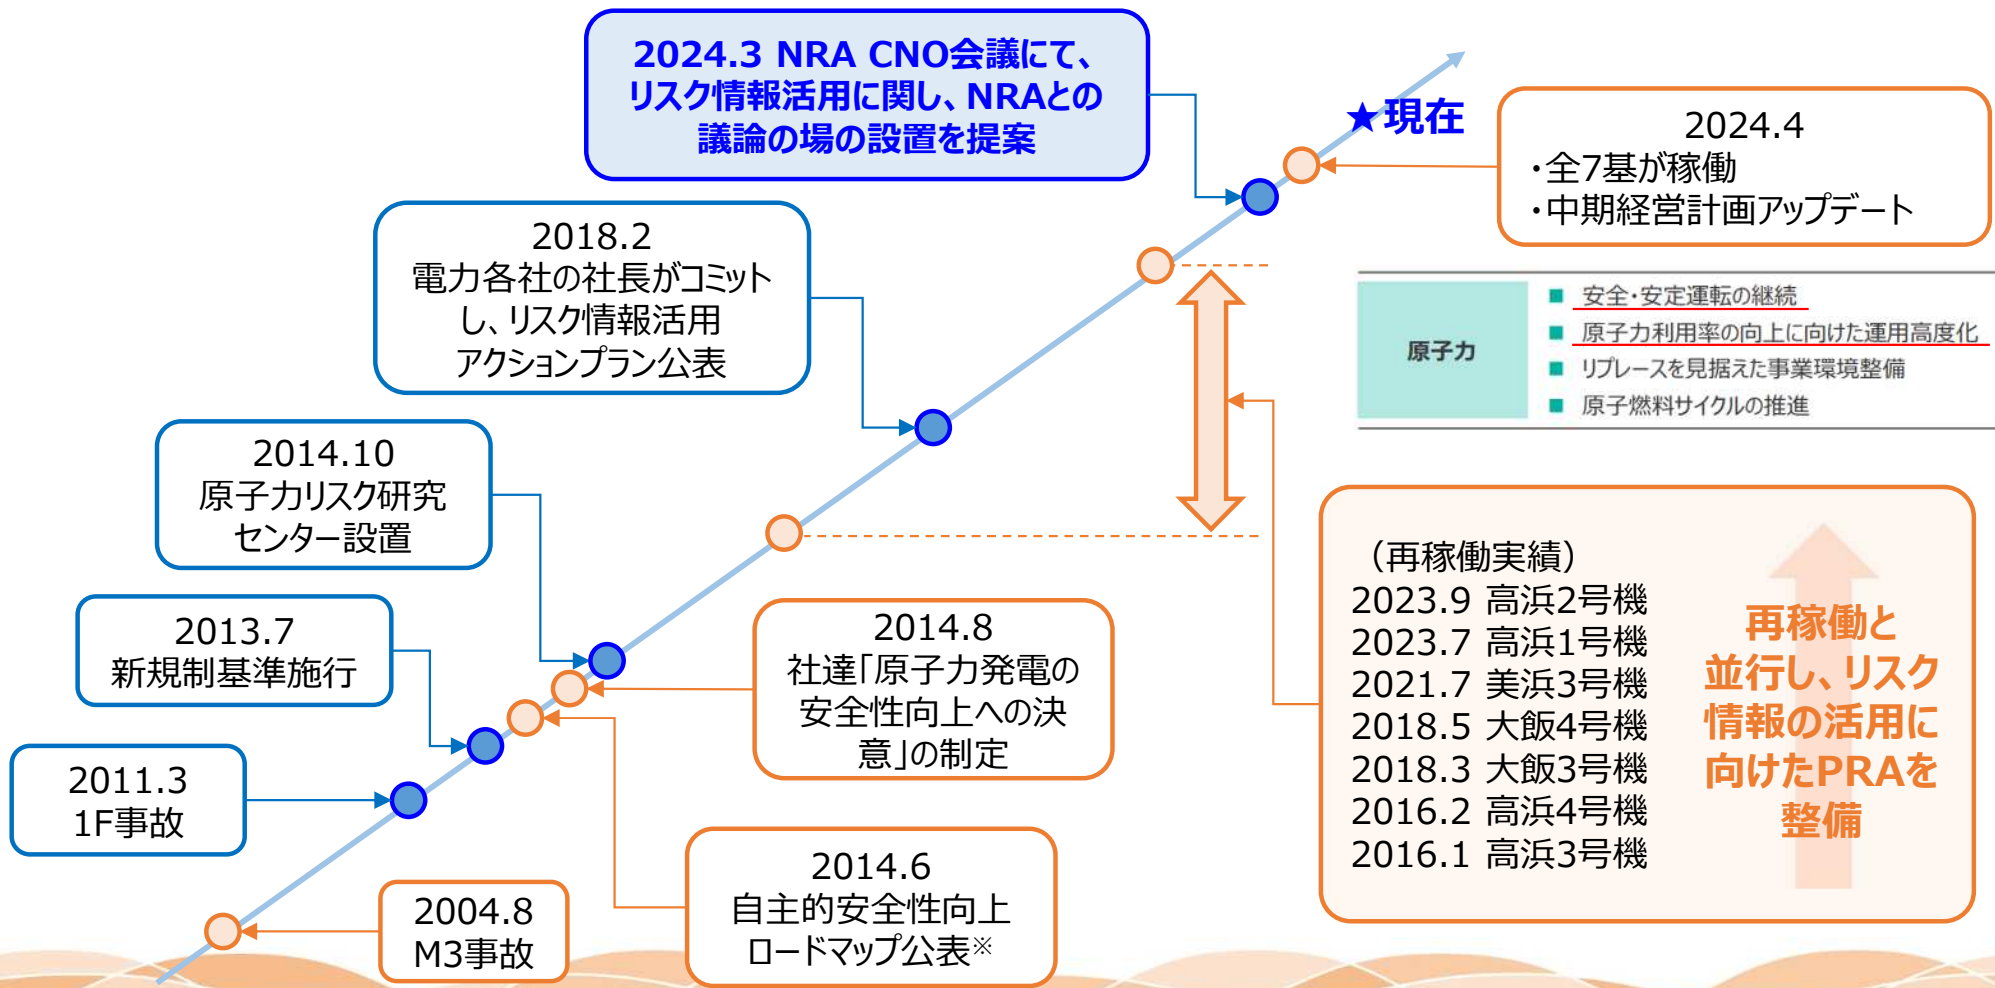 2024.3 NRA CNO会議にて、
リスク情報活用に関し、NRAとの
議論の場の設置を提案
★現在
2024.4
・全7基が稼働
・中期経営計画アップデート
2018.2
電力各社の社長がコミット
し、リスク情報活用
アクションプラン公表
原子力
■ 安全・安定運転の継続
■ 原子力利用率の向上に向けた運用高度化
■ リプレースを見据えた事業環境整備
■ 原子燃料サイクルの推進
2014.10
原子力リスク研究
センター設置
2013.7
新規制基準施行
2014.8
社達「原子力発電の
安全性向上への決
意」の制定
（再稼働実績）
2023.9 高浜2号機
2023.7 高浜1号機
2021.7 美浜3号機
2018.5 大飯4号機
2018.3 大飯3号機
2016.2 高浜4号機
2016.1 高浜3号機
再稼働と
並行し、リスク
情報の活用に
向けたPRAを
整備
2011.3
1F事故
2014.6
自主的安全性向上
ロードマップ公表※
2004.8
M3事故